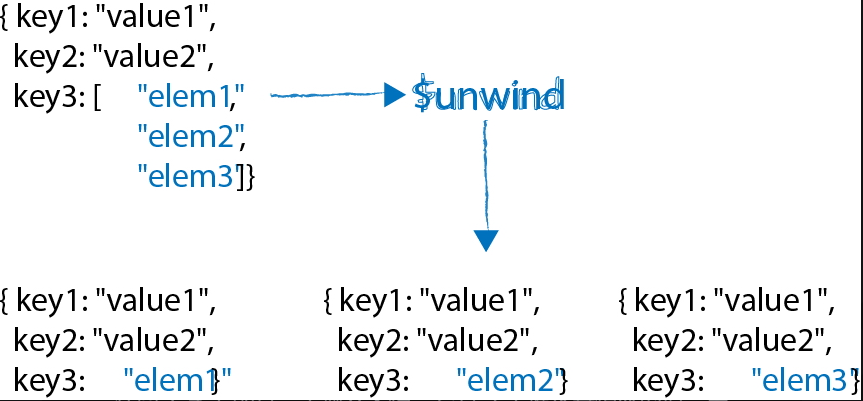 { key1: "value1",
key2: "value2",
key3: [ "elem1,"
"elem2",
"elem3"]}
$unwind
{ key1: "value1",
key2: "value2",
key3: "elem1"}
{ key1: "value1",
key2: "value2",
key3: "elem2"}
{ key1: "value1",
key2: "value2",
key3: "elem3"}